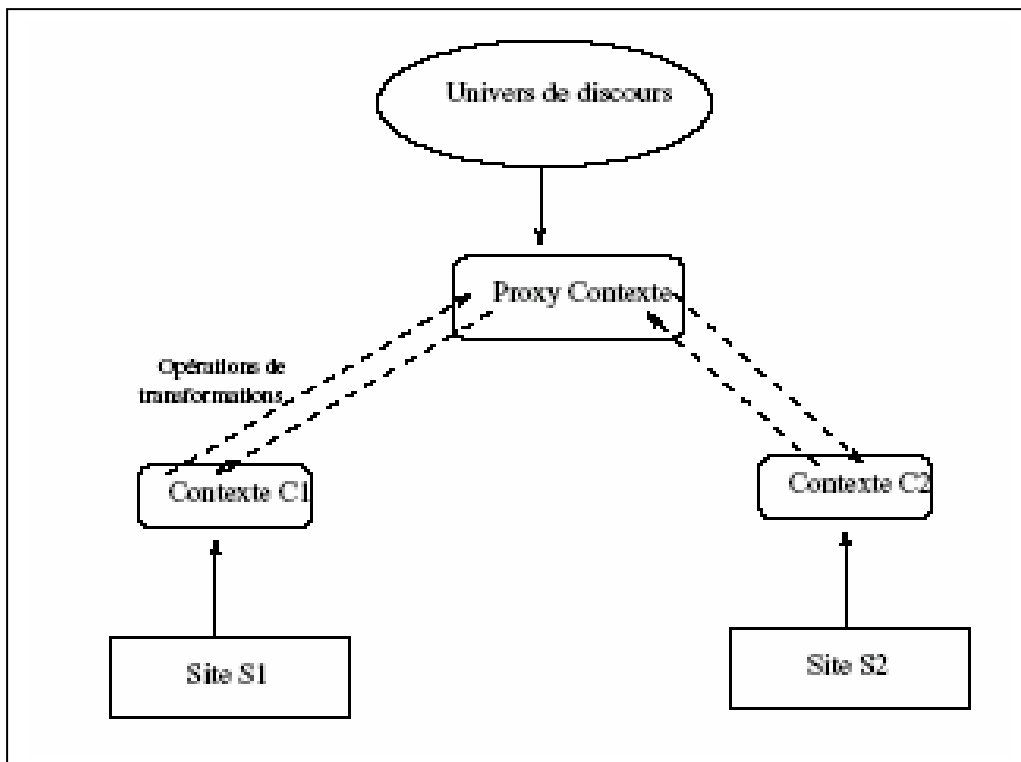 Univers de discours
Proxy Contexte
Opérations de
transformations
Contexte C1
Contexte C2
Site S1
Site S2